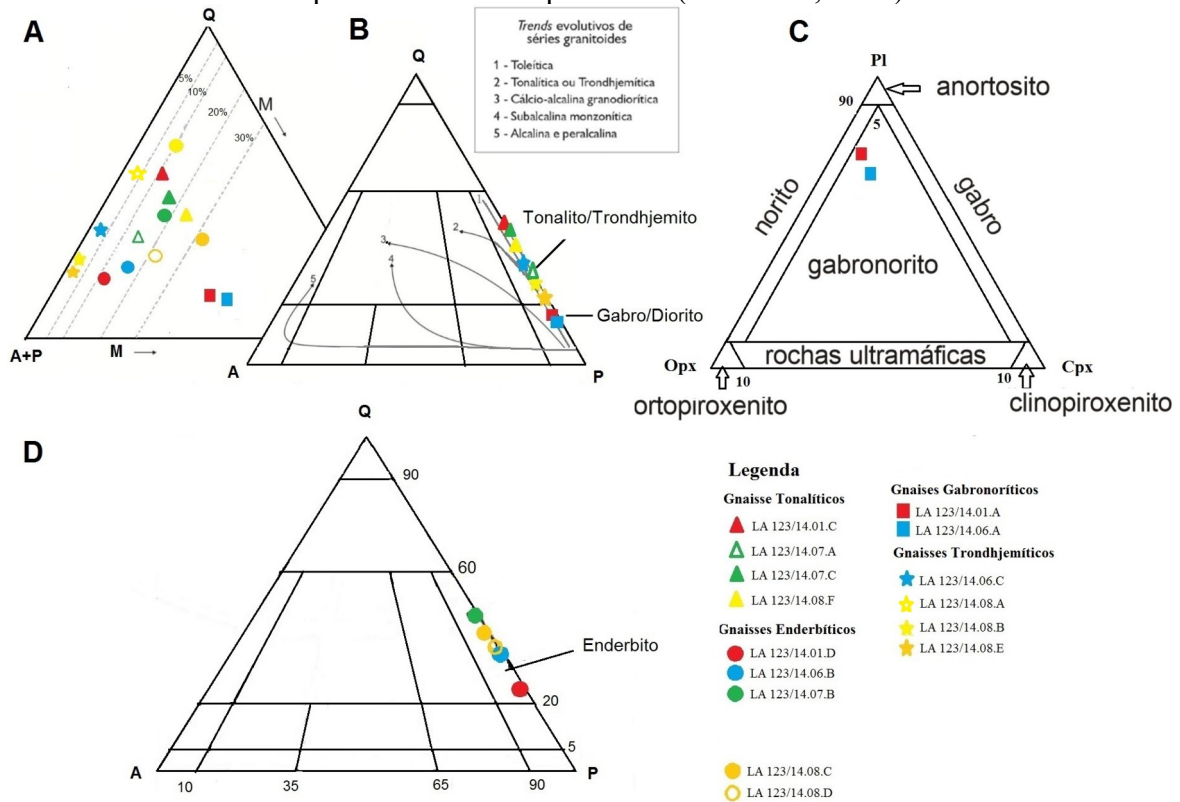 A
Q
5%
10%
20%
30%
M
A+P
M
B
Q
Trends evolutivos de
séries granitoides
1 - Toleítica
2 - Tonalítica ou Trondhjemítica
3 - Cálcio-alcalina granodiorítica
4 - Subalcalina monzonítica
5 - Alcalina e peralcalina
1
2
3
4
5
Tonalito/Trondhjemito
Gabro/Diorito
A
P
C
Pl
anortosito
90
5
norito
gabro
gabronorito
rochas ultramáficas
Opx
Cpx
10
10
ortopiroxenito
clinopiroxenito
D
Q
90
60
Enderbito
20
5
A
P
10
35
65
90
Legenda
Gnaisse Tonalíticos
LA 123/14.01.C
LA 123/14.07.A
LA 123/14.07.C
LA 123/14.08.F
Gnaisses Enderbíticos
LA 123/14.01.D
LA 123/14.06.B
LA 123/14.07.B
LA 123/14.08.C
LA 123/14.08.D
Gnaises Gabronoríticos
LA 123/14.01.A
LA 123/14.06.A
Gnaisses Trondhjemíticos
LA 123/14.06.C
LA 123/14.08.A
LA 123/14.08.B
LA 123/14.08.E